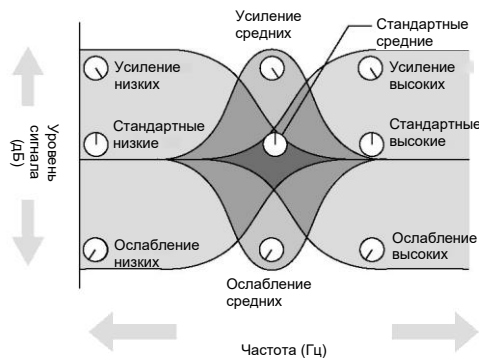 Усиление
средних
Стандартные
средние
Усиление
низких
Усиление
высоких
Стандартные
низкие
Стандартные
высокие
Уровень
сигнала
(дБ)
Ослабление
низких
Ослабление
высоких
Ослабление
средних
Частота (Гц)